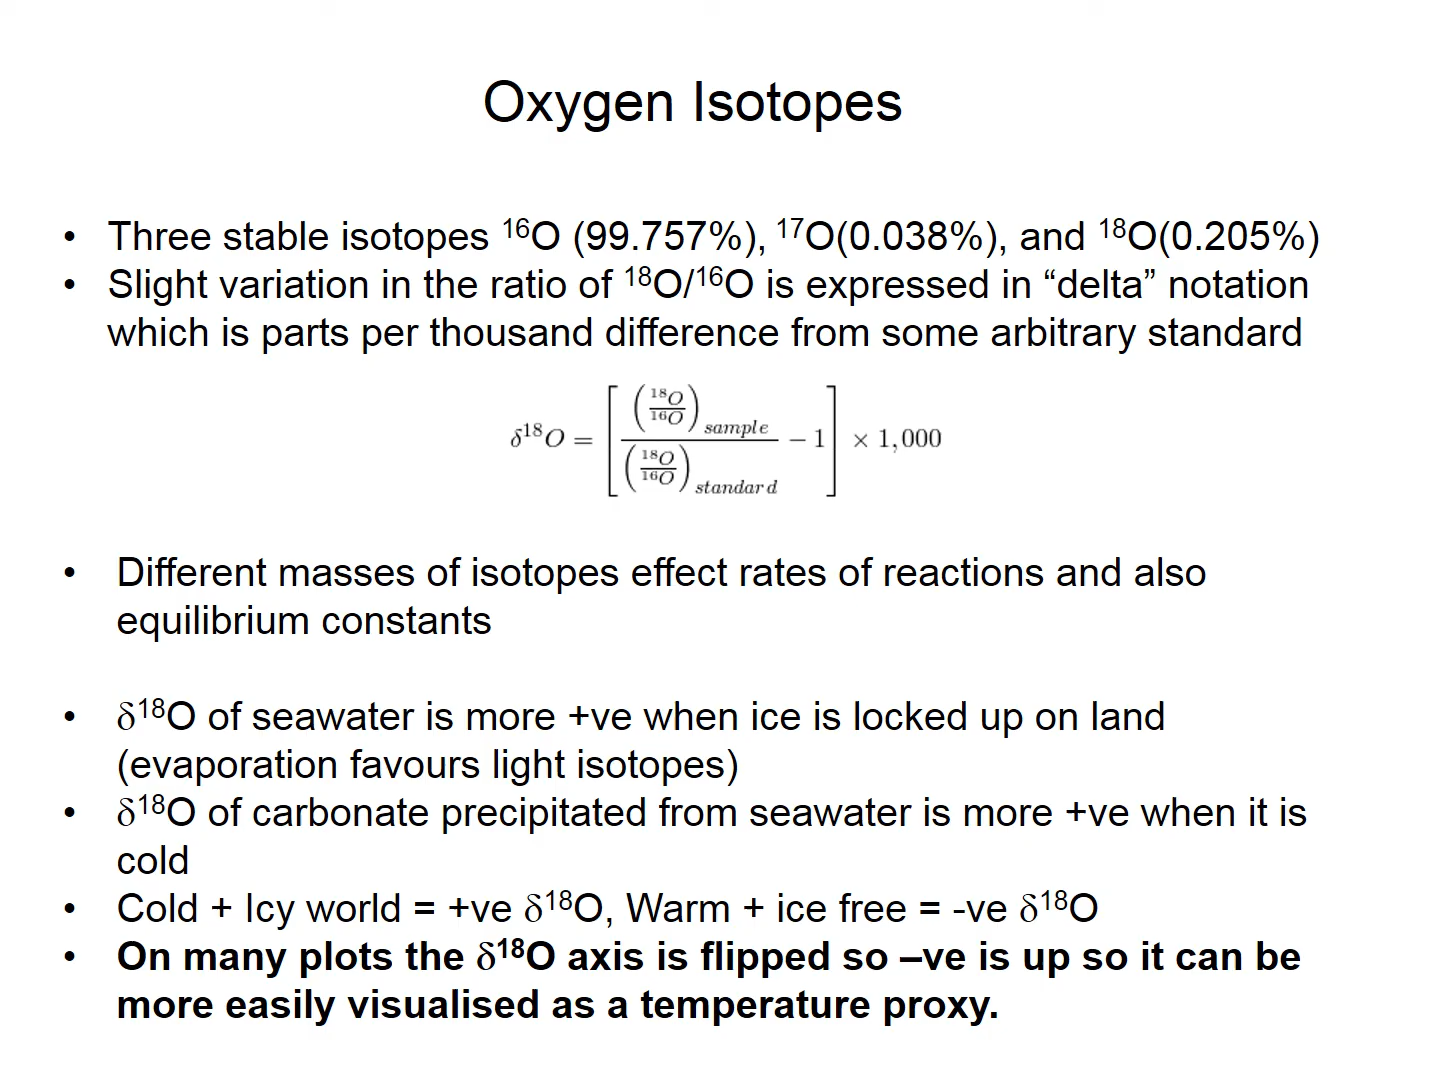 Oxygen Isotopes
• Three stable isotopes ¹⁶O (99.757%), ¹⁷O(0.038%), and ¹⁸O(0.205%)
• Slight variation in the ratio of ¹⁸O/¹⁶O is expressed in “delta” notation
which is parts per thousand difference from some arbitrary standard
δ¹⁸O = [ (¹⁸O/¹⁶O)sample / (¹⁸O/¹⁶O)standard − 1 ] × 1,000
• Different masses of isotopes effect rates of reactions and also
equilibrium constants
• δ¹⁸O of seawater is more +ve when ice is locked up on land
(evaporation favours light isotopes)
• δ¹⁸O of carbonate precipitated from seawater is more +ve when it is
cold
• Cold + Icy world = +ve δ¹⁸O, Warm + ice free = -ve δ¹⁸O
• On many plots the δ¹⁸O axis is flipped so –ve is up so it can be
more easily visualised as a temperature proxy.